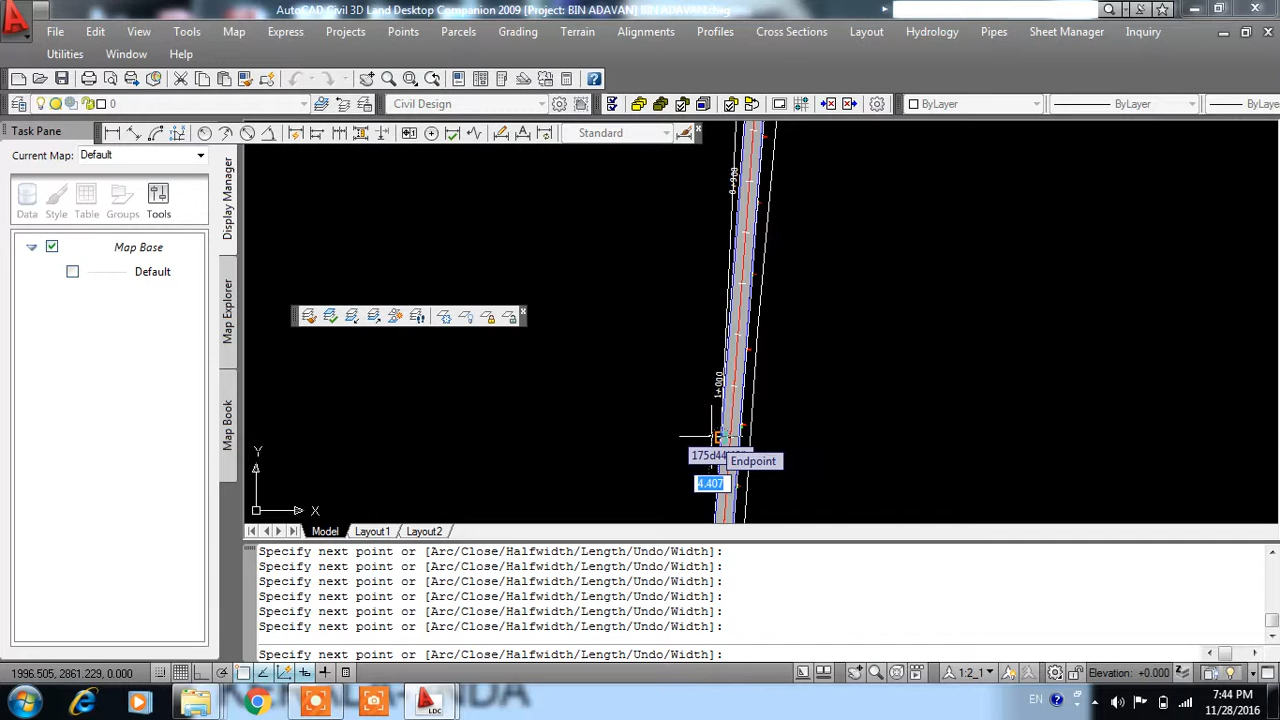 AutoCAD Civil 3D Land Desktop Companion 2009 [Project: BIN ADAVAN] BIN ADAVAN.dwg
File Edit View Tools Map Express Projects Points Parcels Grading Terrain Alignments Profiles Cross Sections Layout Hydrology Pipes Sheet Manager Inquiry
Utilities Window Help
0 Civil Design ByLayer ByLayer ByLayer
Task Pane Standard
Current Map: Default
Data Style Table Groups Tools
Display Manager
Map Explorer
Map Book
Map Base
Default
1+000
Endpoint
4.407
Y
X
Model Layout1 Layout2
Specify next point or [Arc/Close/Halfwidth/Length/Undo/Width]:
Specify next point or [Arc/Close/Halfwidth/Length/Undo/Width]:
Specify next point or [Arc/Close/Halfwidth/Length/Undo/Width]:
Specify next point or [Arc/Close/Halfwidth/Length/Undo/Width]:
Specify next point or [Arc/Close/Halfwidth/Length/Undo/Width]:
Specify next point or [Arc/Close/Halfwidth/Length/Undo/Width]:
Specify next point or [Arc/Close/Halfwidth/Length/Undo/Width]:
1996.505, 2861.229, 0.000 1:2_1 Elevation: +0.000
LDC EN 7:44 PM
11/28/2016